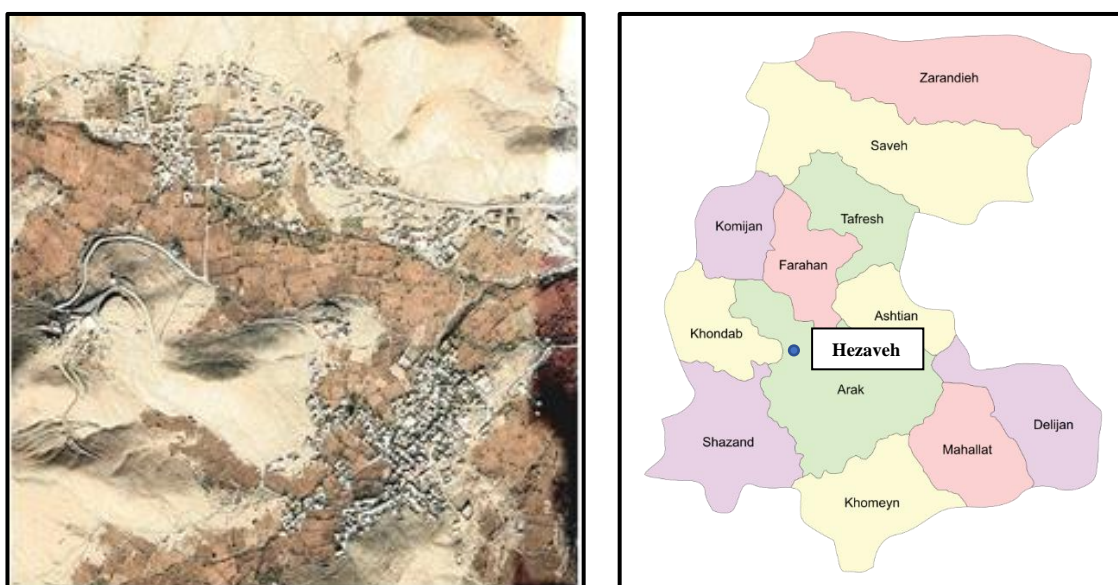 Zarandieh
Saveh
Tafresh
Komijan
Farahan
Ashtian
Khondab
Hezaveh
Arak
Shazand
Delijan
Mahallat
Khomeyn